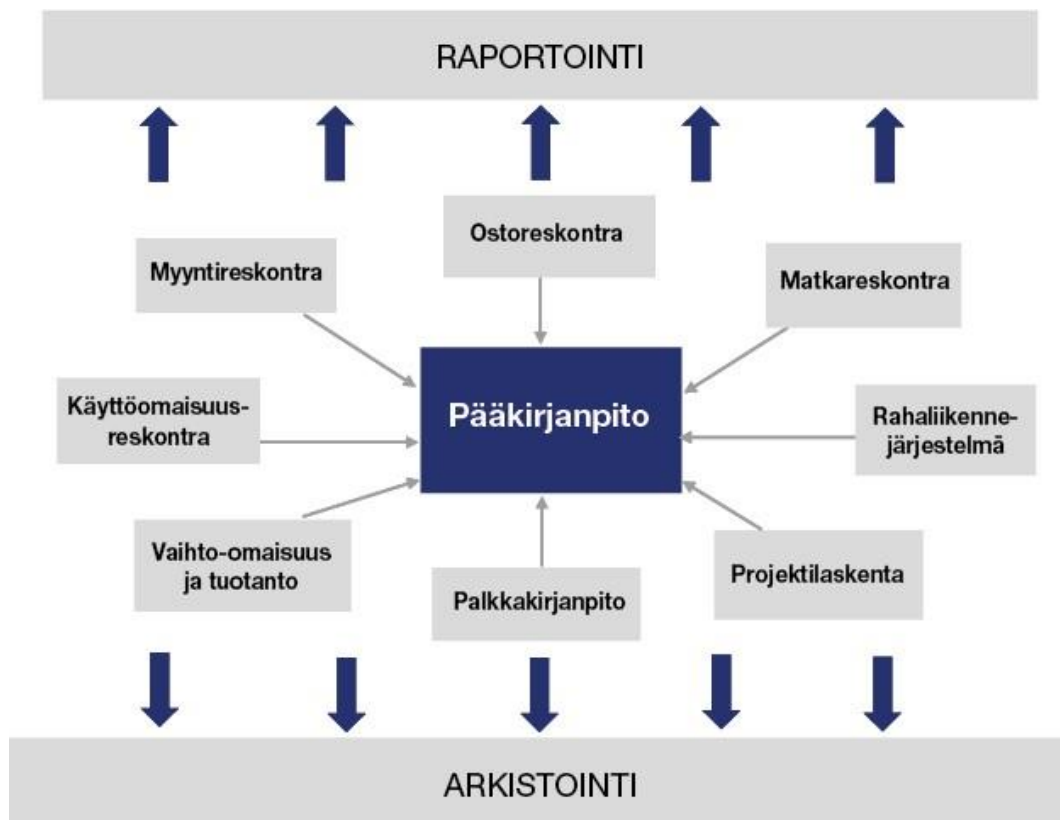 RAPORTOINTI
Ostoreskontra
Myyntireskontra
Matkareskontra
Käyttöomaisuus-
reskontra
Pääkirjanpito
Rahaliikenne-
järjestelmä
Vaihto-omaisuus
ja tuotanto
Palkkakirjanpito
Projektilaskenta
ARKISTOINTI